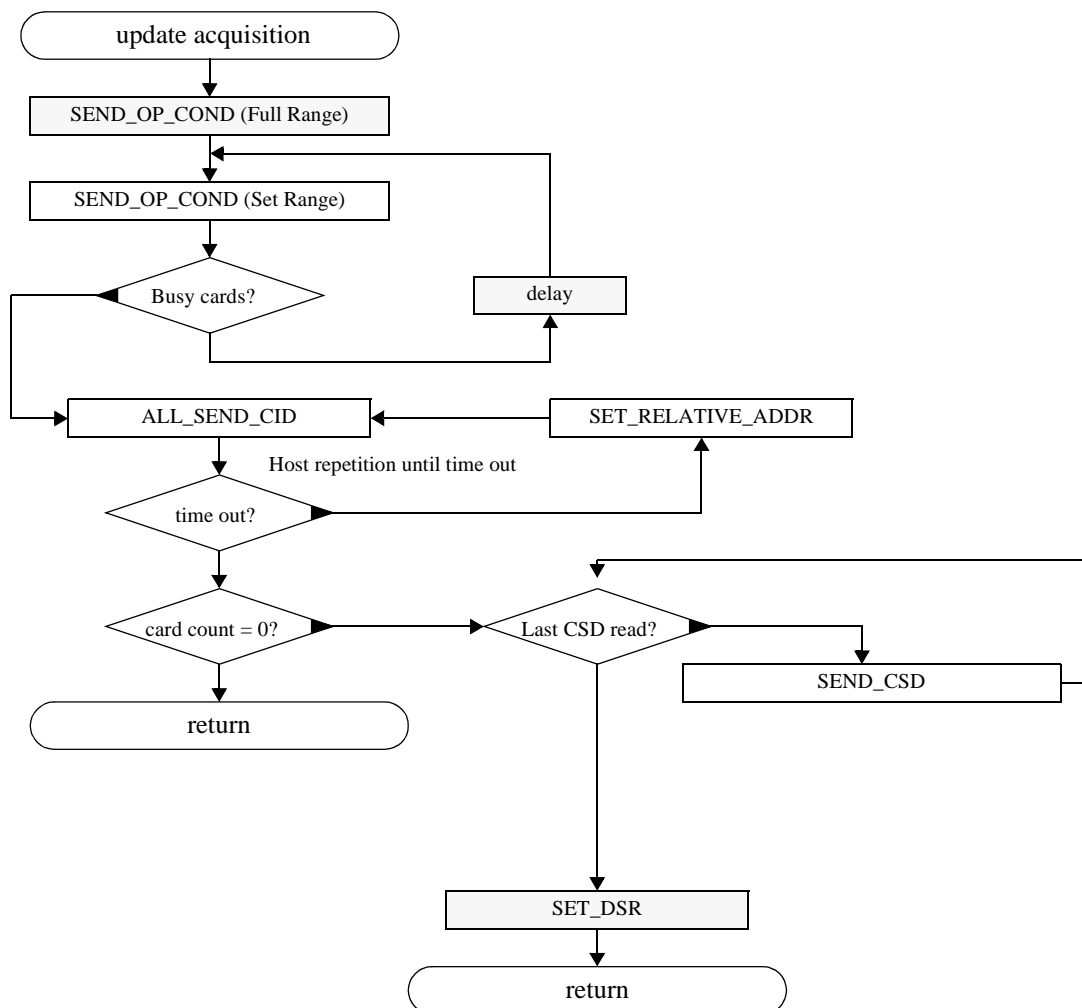 update acquisition
SEND_OP_COND (Full Range)
SEND_OP_COND (Set Range)
Busy cards?
delay
ALL_SEND_CID
SET_RELATIVE_ADDR
Host repetition until time out
time out?
card count = 0?
Last CSD read?
SEND_CSD
return
SET_DSR
return